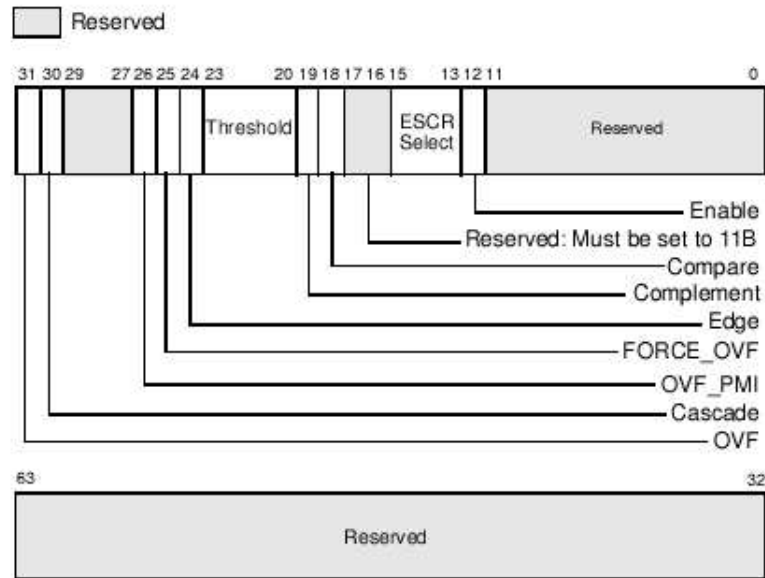 Reserved
31 30 29 27 26 25 24 23 20 19 18 17 16 15 13 12 11 0
Threshold
ESCR
Select
Reserved
Enable
Reserved: Must be set to 11B
Compare
Complement
Edge
FORCE_OVF
OVF_PMI
Cascade
OVF
63 32
Reserved